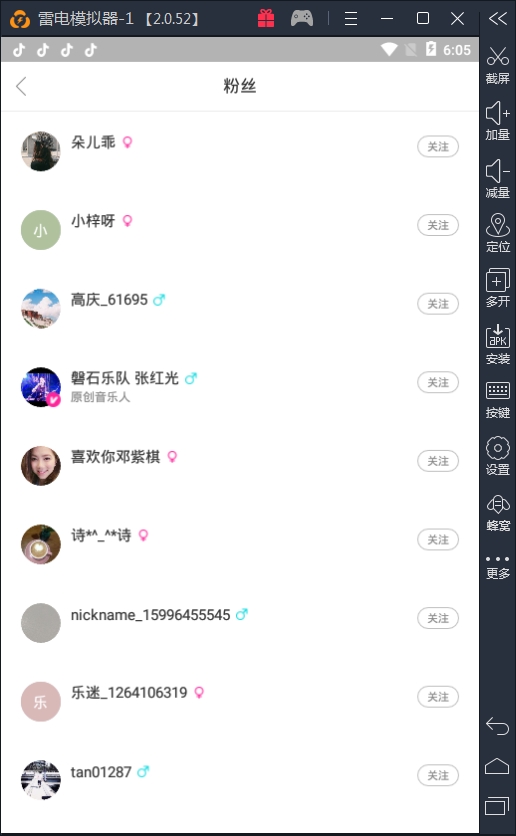 雷电模拟器-1 【2.0.52】
6:05
粉丝
朵儿乖
关注
小
小梓呀
关注
高庆_61695
关注
磐石乐队 张红光
原创音乐人
关注
喜欢你邓紫棋
关注
诗*^_^*诗
关注
nickname_15996455545
关注
乐
乐迷_1264106319
关注
tan01287
关注
截屏
加量
减量
定位
多开
APK
安装
按键
设置
蜂窝
更多